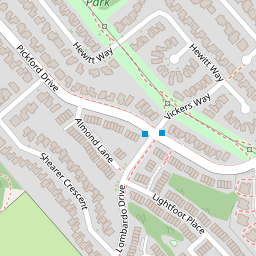 Park
Hewitt Way
Hewitt Way
Pickford Drive
Vickers Way
Almond Lane
Shearer Crescent
Lombardo Drive
Lightfoot Place